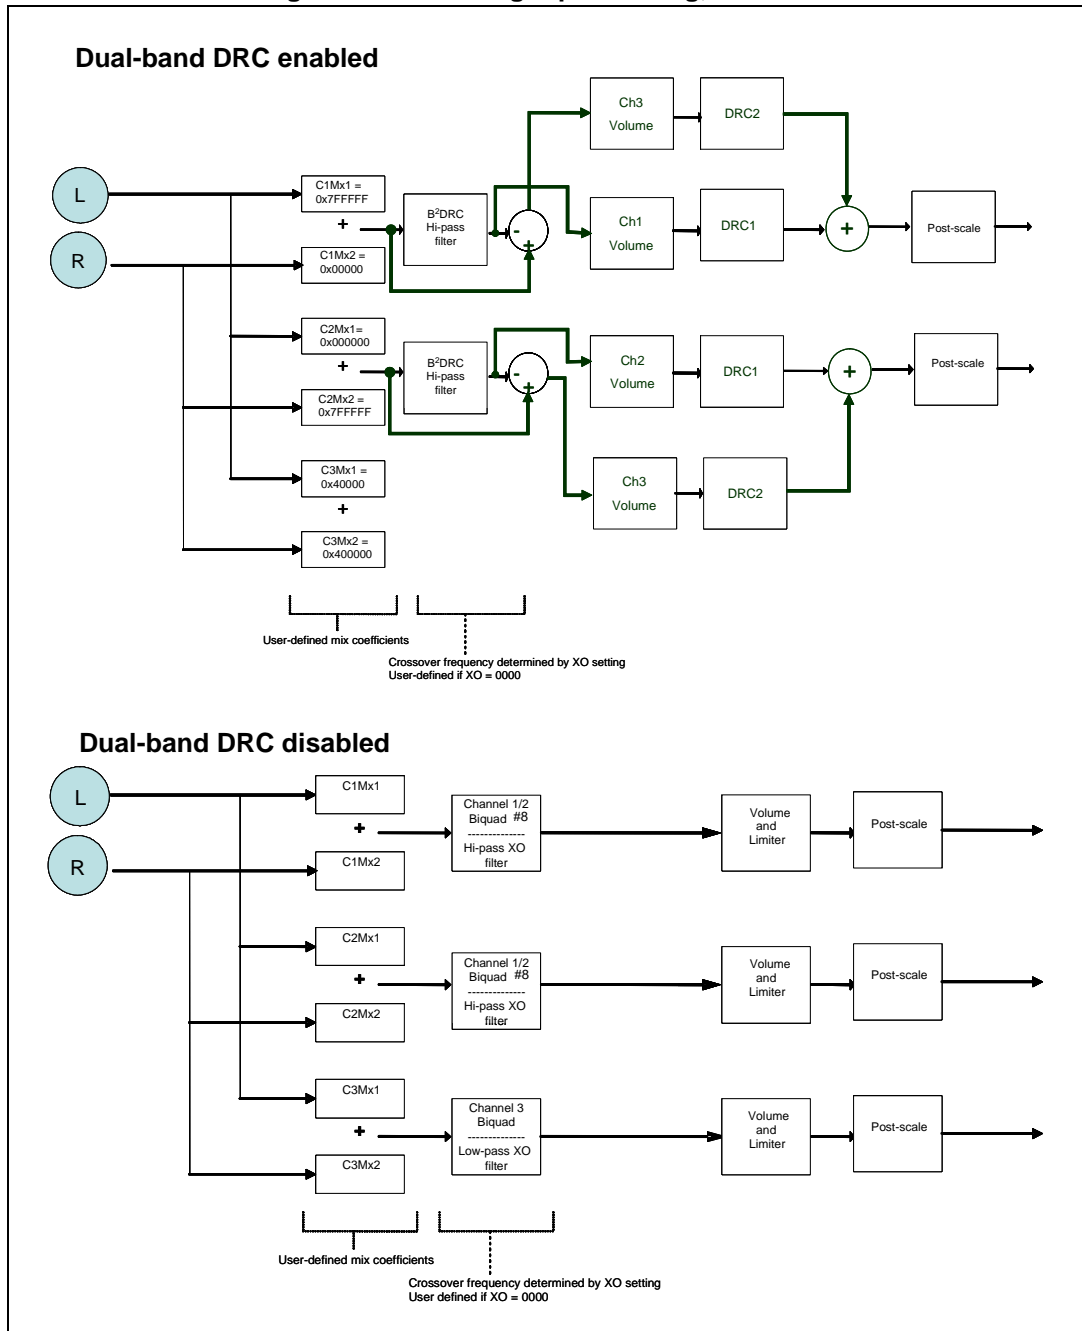 Dual-band DRC enabled
Ch3
Volume
DRC2
L
C1Mx1 =
0x7FFFFF
+
B²DRC
Hi-pass
filter
-
+
Ch1
Volume
DRC1
+
Post-scale
R
C1Mx2 =
0x00000
C2Mx1=
0x000000
+
B²DRC
Hi-pass
filter
-
+
Ch2
Volume
DRC1
+
Post-scale
C2Mx2 =
0x7FFFFF
C3Mx1 =
0x40000
+
Ch3
Volume
DRC2
C3Mx2 =
0x400000
User-defined mix coefficients
Crossover frequency determined by XO setting
User-defined if XO = 0000
Dual-band DRC disabled
L
C1Mx1
+
Channel 1/2
Biquad #8
--------------
Hi-pass XO
filter
Volume
and
Limiter
Post-scale
R
C1Mx2
C2Mx1
+
Channel 1/2
Biquad #8
--------------
Hi-pass XO
filter
Volume
and
Limiter
Post-scale
C2Mx2
C3Mx1
+
Channel 3
Biquad
--------------
Low-pass XO
filter
Volume
and
Limiter
Post-scale
C3Mx2
User-defined mix coefficients
Crossover frequency determined by XO setting
User defined if XO = 0000